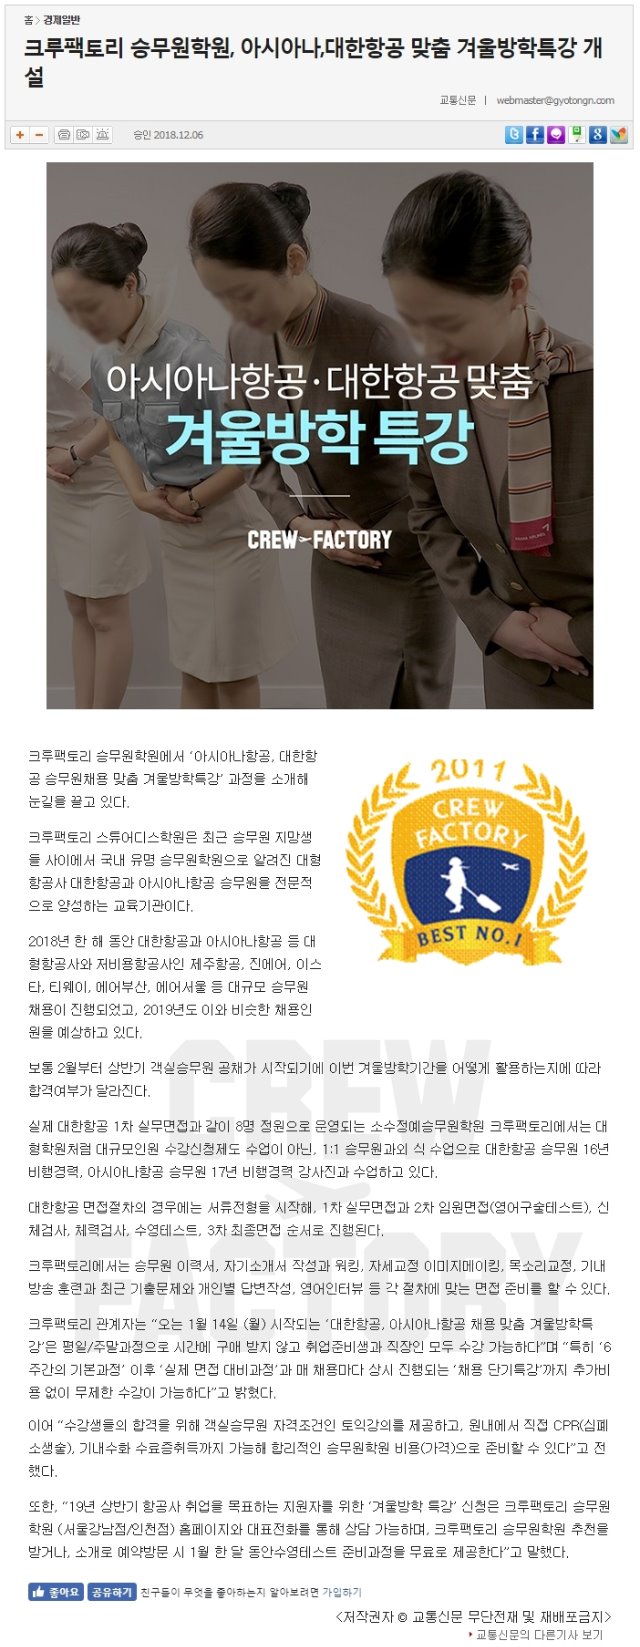 홈 > 경제일반
크루팩토리 승무원학원, 아시아나,대한항공 맞춤 겨울방학특강 개
설
교통신문 | webmaster@gyotongn.com
승인 2018.12.06
아시아나항공·대한항공 맞춤
겨울방학 특강
CREW FACTORY
크루팩토리 승무원학원에서 ‘아시아나항공, 대한항
공 승무원채용 맞춤 겨울방학특강’ 과정을 소개해
눈길을 끌고 있다.
2011
CREW
FACTORY
BEST NO.1
크루팩토리 스튜어디스학원은 최근 승무원 지망생
들 사이에서 국내 유명 승무원학원으로 알려진 대형
항공사 대한항공과 아시아나항공 승무원을 전문적
으로 양성하는 교육기관이다.
2018년 한 해 동안 대한항공과 아시아나항공 등 대
형항공사와 저비용항공사인 제주항공, 진에어, 이스
타, 티웨이, 에어부산, 에어서울 등 대규모 승무원
채용이 진행되었고, 2019년도 이와 비슷한 채용인
원을 예상하고 있다.
보통 2월부터 상반기 객실승무원 공채가 시작되기에 이번 겨울방학기간을 어떻게 활용하는지에 따라
합격여부가 달라진다.
실제 대한항공 1차 실무면접과 같이 8명 정원으로 운영되는 소수정예승무원학원 크루팩토리에서는 대
형학원처럼 대규모인원 수강신청제도 수업이 아닌, 1:1 승무원과외 식 수업으로 대한항공 승무원 16년
비행경력, 아시아나항공 승무원 17년 비행경력 강사진과 수업하고 있다.
대한항공 면접절차의 경우에는 서류전형을 시작해, 1차 실무면접과 2차 임원면접(영어구술테스트), 신
체검사, 체력검사, 수영테스트, 3차 최종면접 순서로 진행된다.
크루팩토리에서는 승무원 이력서, 자기소개서 작성과 워킹, 자세교정 이미지메이킹, 목소리교정, 기내
방송 훈련과 최근 기출문제와 개인별 답변작성, 영어인터뷰 등 각 절차에 맞는 면접 준비를 할 수 있다.
크루팩토리 관계자는 “오는 1월 14일 (월) 시작되는 ‘대한항공, 아시아나항공 채용 맞춤 겨울방학특
강’은 평일/주말과정으로 시간에 구애 받지 않고 취업준비생과 직장인 모두 수강 가능하다”며 “특히 ‘6
주간의 기본과정’ 이후 ‘실제 면접 대비과정’과 매 채용마다 상시 진행되는 ‘채용 단기특강’까지 추가비
용 없이 무제한 수강이 가능하다”고 밝혔다.
이어 “수강생들의 합격을 위해 객실승무원 자격조건인 토익강의를 제공하고, 원내에서 직접 CPR(심폐
소생술), 기내수화 수료증취득까지 가능해 합리적인 승무원학원 비용(가격)으로 준비할 수 있다”고 전
했다.
또한, “19년 상반기 항공사 취업을 목표하는 지원자를 위한 ‘겨울방학 특강’ 신청은 크루팩토리 승무원
학원 (서울강남점/인천점) 홈페이지와 대표전화를 통해 상담 가능하며, 크루팩토리 승무원학원 추천을
받거나, 소개로 예약방문 시 1월 한 달 동안수영테스트 준비과정을 무료로 제공한다”고 말했다.
좋아요 공유하기 친구들이 무엇을 좋아하는지 알아보려면 가입하기
<저작권자 © 교통신문 무단전재 및 재배포금지>
교통신문의 다른기사 보기